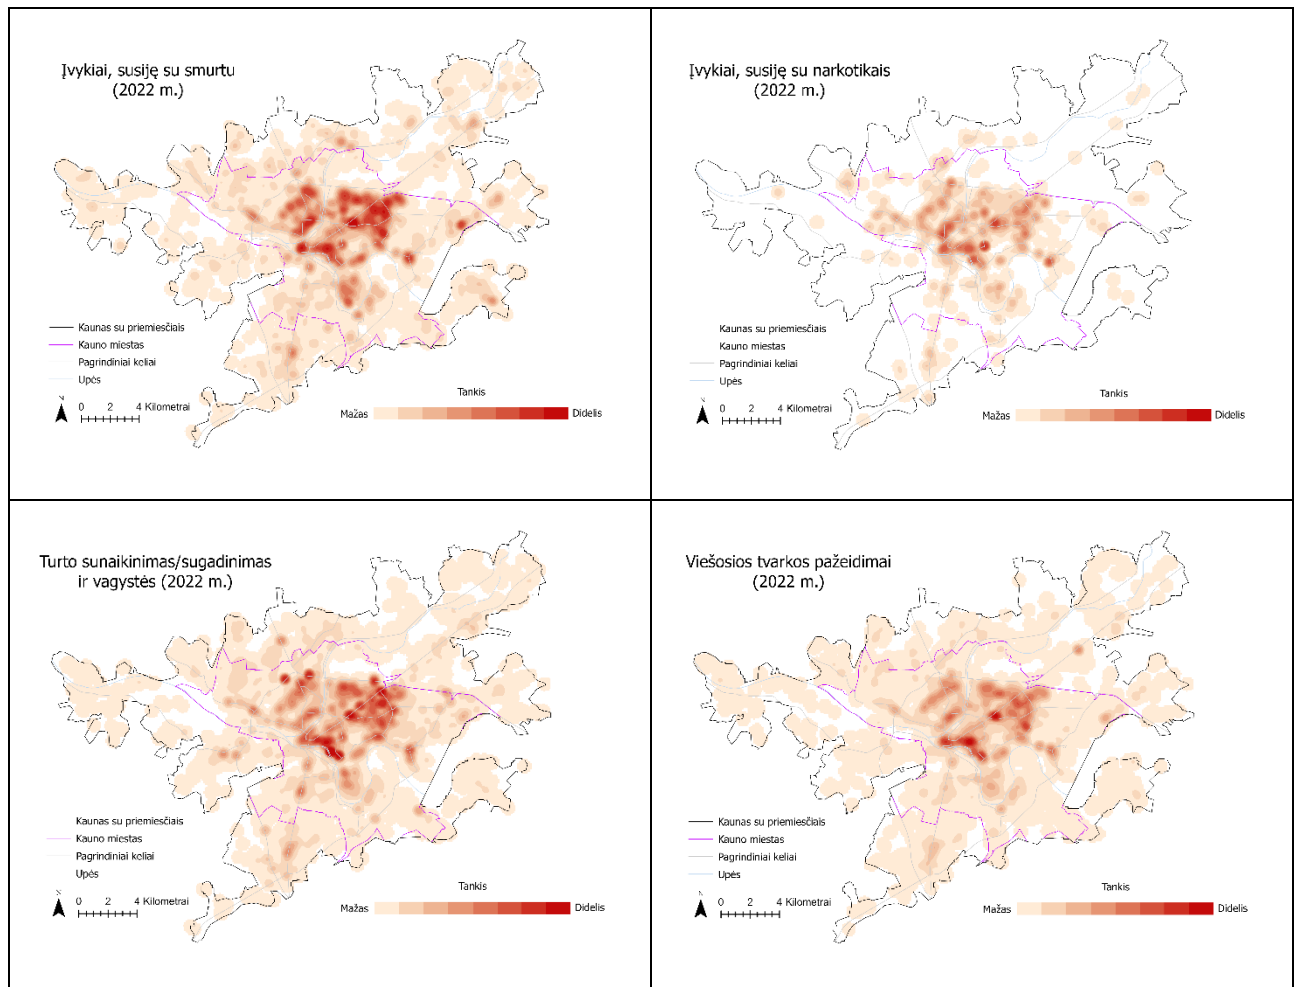 Įvykiai, susiję su smurtu
(2022 m.)
Kaunas su priemiesčiais
Kauno miestas
Pagrindiniai keliai
Upės
N
0 2 4 Kilometrai
Tankis
Mažas Didelis
Įvykiai, susiję su narkotikais
(2022 m.)
Kaunas su priemiesčiais
Kauno miestas
Pagrindiniai keliai
Upės
N
0 2 4 Kilometrai
Tankis
Mažas Didelis
Turto sunaikinimas/sugadinimas
ir vagystės (2022 m.)
Kaunas su priemiesčiais
Kauno miestas
Pagrindiniai keliai
Upės
N
0 2 4 Kilometrai
Tankis
Mažas Didelis
Viešosios tvarkos pažeidimai
(2022 m.)
Kaunas su priemiesčiais
Kauno miestas
Pagrindiniai keliai
Upės
N
0 2 4 Kilometrai
Tankis
Mažas Didelis